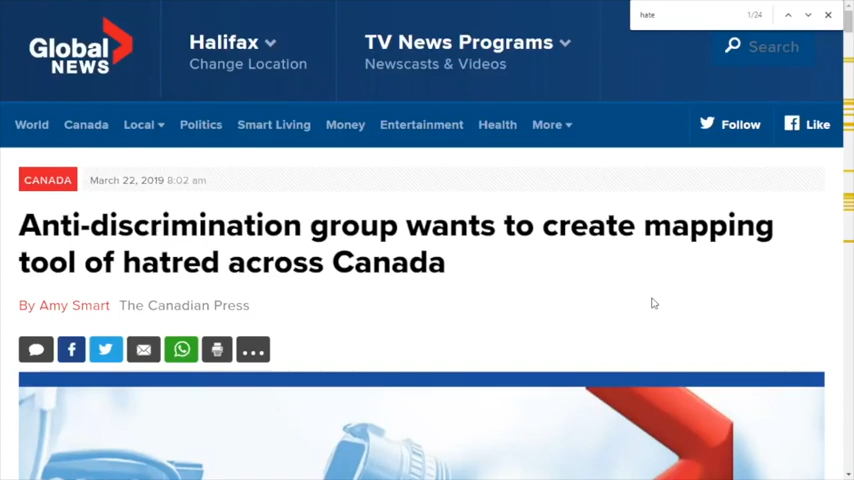 hate 1/24
Global NEWS
Halifax
Change Location
TV News Programs
Newscasts & Videos
Search
World Canada Local Politics Smart Living Money Entertainment Health More Follow Like
CANADA March 22, 2019 8:02 am
Anti-discrimination group wants to create mapping
tool of hatred across Canada
By Amy Smart The Canadian Press